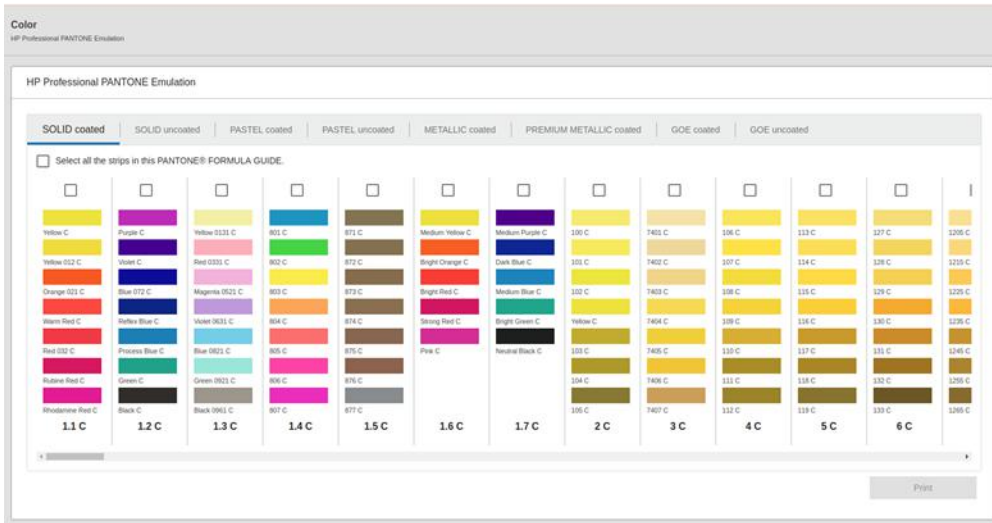 Color
HP Professional PANTONE Emulation
HP Professional PANTONE Emulation
SOLID coated SOLID uncoated PASTEL coated PASTEL uncoated METALLIC coated PREMIUM METALLIC coated GOE coated GOE uncoated
Select all the strips in this PANTONE® FORMULA GUIDE.
Yellow C Purple C Yellow 0131 C 801 C 871 C Medium Yellow C Medium Purple C 100 C 7401 C 106 C 113 C 127 C 1205 C
Yellow 012 C Violet C Red 0331 C 802 C 872 C Bright Orange C Dark Blue C 101 C 7402 C 107 C 114 C 128 C 1215 C
Orange 021 C Blue 072 C Magenta 0521 C 803 C 873 C Bright Red C Medium Blue C 102 C 7403 C 108 C 115 C 129 C 1225 C
Warm Red C Reflex Blue C Violet 0631 C 804 C 874 C Strong Red C Bright Green C Yellow C 7404 C 109 C 116 C 130 C 1235 C
Red 032 C Process Blue C Blue 0821 C 805 C 875 C Pink C Neutral Black C 103 C 7405 C 110 C 117 C 131 C 1245 C
Rubine Red C Green C Green 0921 C 806 C 876 C 104 C 7406 C 111 C 118 C 132 C 1255 C
Rhodamine Red C Black C Black 0961 C 807 C 877 C 105 C 7407 C 112 C 119 C 133 C 1265 C
1.1 C 1.2 C 1.3 C 1.4 C 1.5 C 1.6 C 1.7 C 2 C 3 C 4 C 5 C 6 C
Print